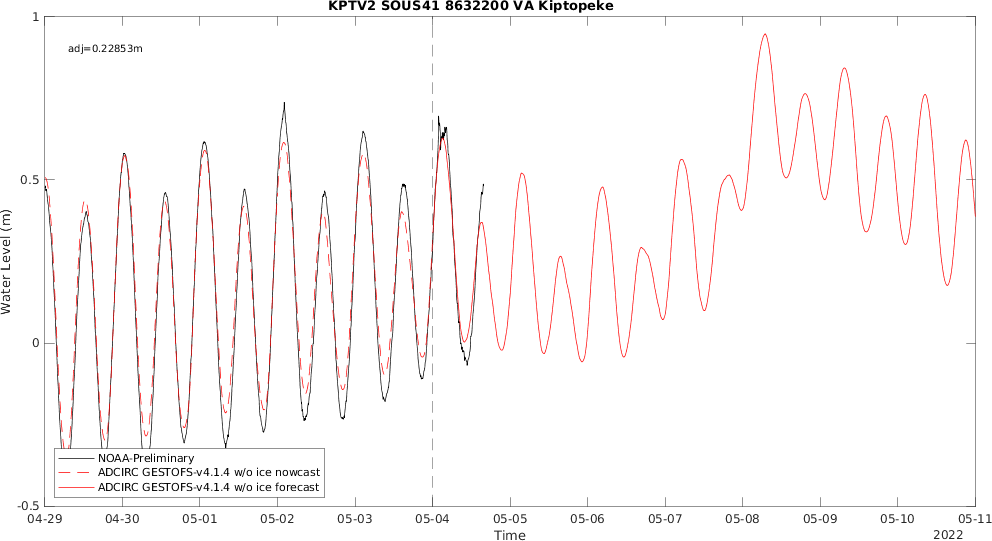 KPTV2 SOUS41 8632200 VA Kiptopeke
1
adj=0.22853m
0.5
0
-0.5
Water Level (m)
NOAA-Preliminary
ADCIRC GESTOFS-v4.1.4 w/o ice nowcast
ADCIRC GESTOFS-v4.1.4 w/o ice forecast
04-29 04-30 05-01 05-02 05-03 05-04 05-05 05-06 05-07 05-08 05-09 05-10 05-11
Time
2022